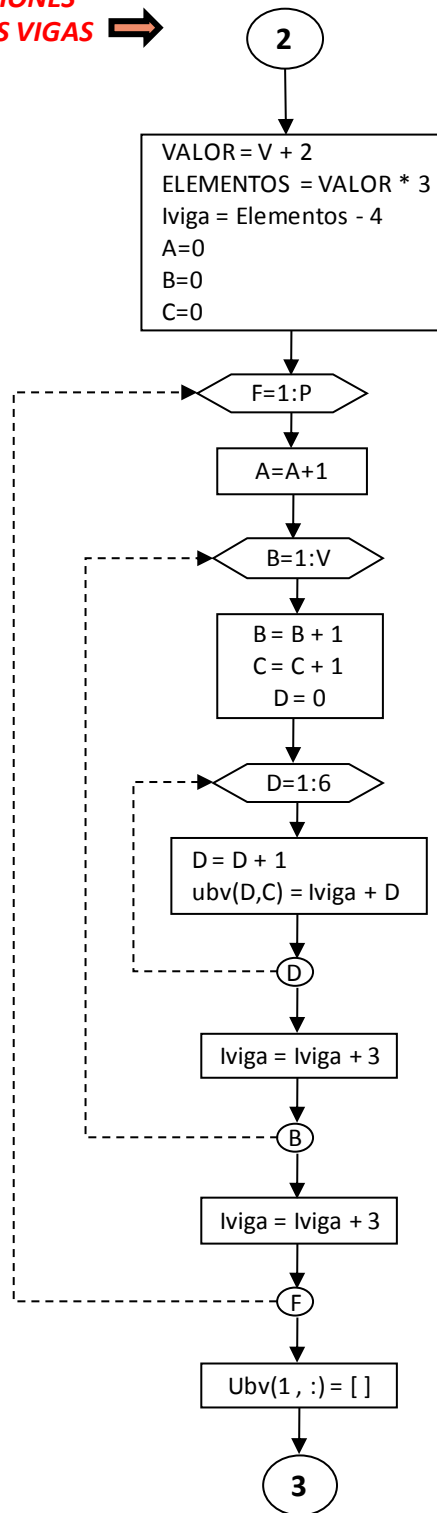 S VIGAS
2
VALOR = V + 2
ELEMENTOS = VALOR * 3
Iviga = Elementos - 4
A=0
B=0
C=0
F=1:P
A=A+1
B=1:V
B = B + 1
C = C + 1
D = 0
D=1:6
D = D + 1
ubv(D,C) = Iviga + D
D
Iviga = Iviga + 3
B
Iviga = Iviga + 3
F
Ubv(1 , :) = [ ]
3